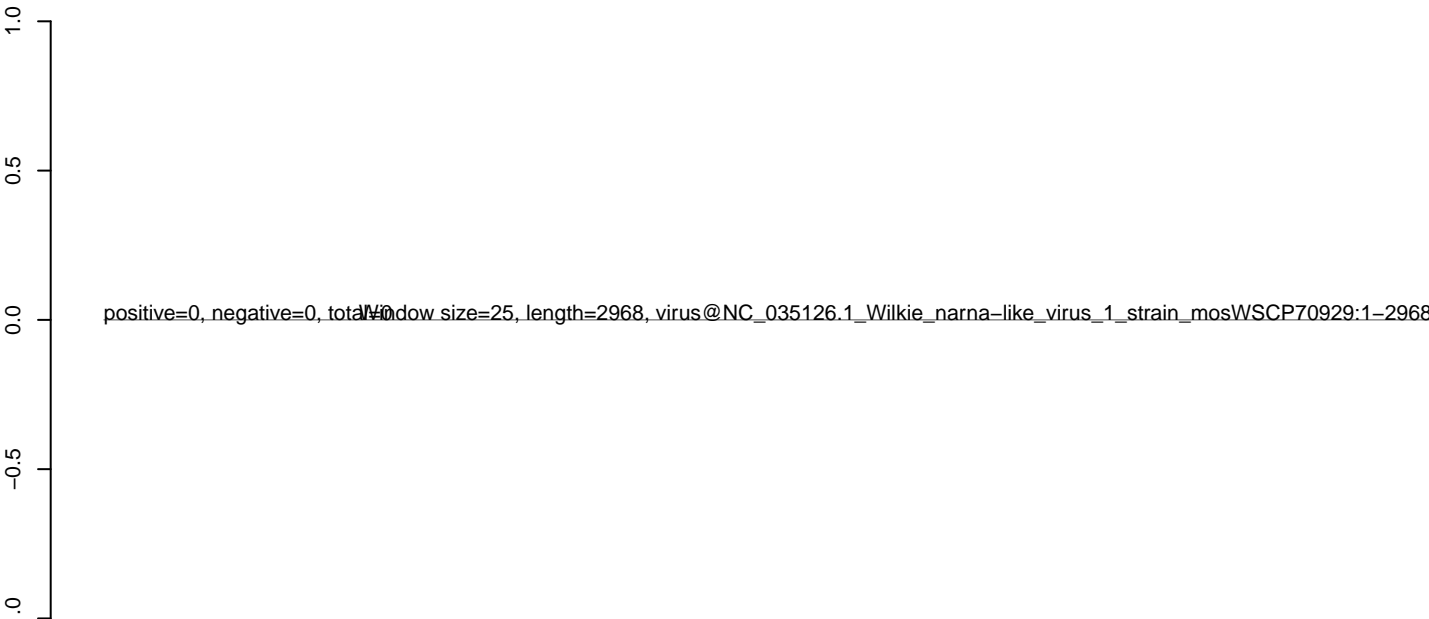 1.0
0.5
positive=0, negative=0, total=0
Window size=25, length=2968, virus@NC_035126.1_Wilkie_narna−like_virus_1_strain_mosWSCP70929:1−2968
0.0
−0.5
.0